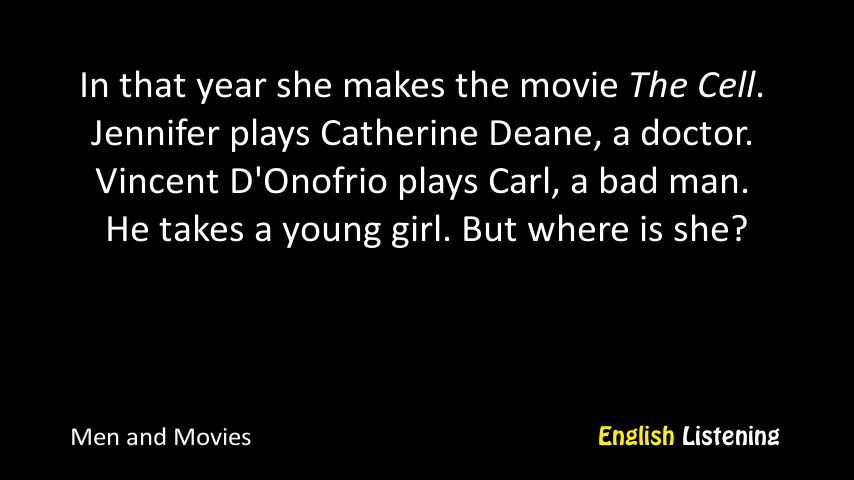 In that year she makes the movie The Cell.
Jennifer plays Catherine Deane, a doctor.
Vincent D'Onofrio plays Carl, a bad man.
He takes a young girl. But where is she?
Men and Movies
English Listening